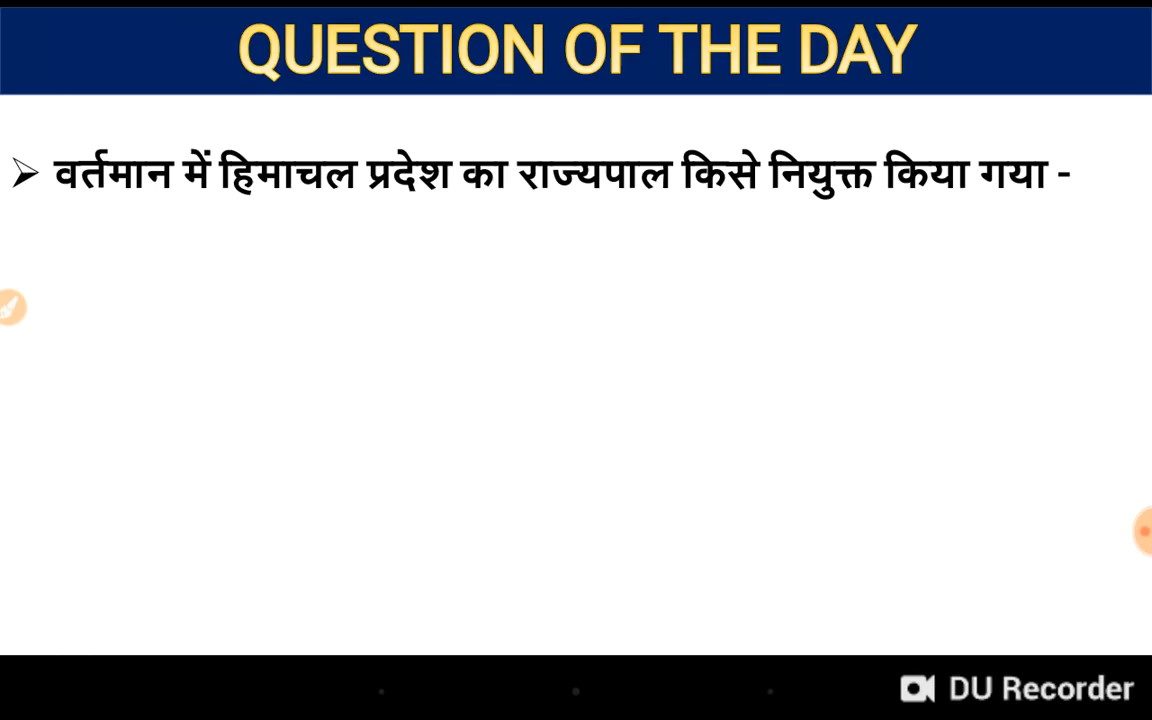 QUESTION OF THE DAY
➢ वर्तमान में हिमाचल प्रदेश का राज्यपाल किसे नियुक्त किया गया -
DU Recorder